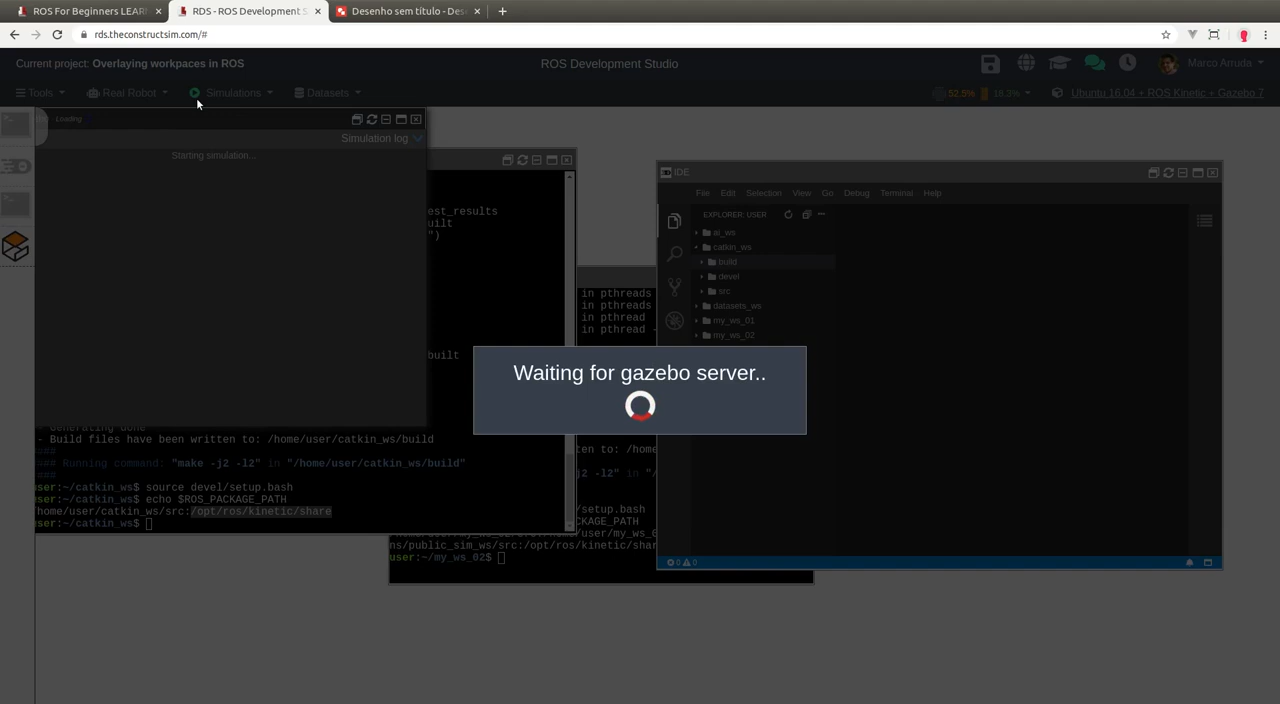 ROS For Beginners LEAR
RDS - ROS Development S
Desenho sem título - Des
rds.theconstructsim.com/#
Current project: Overlaying workpaces in ROS
ROS Development Studio
Marco Arruda
Tools
Real Robot
Simulations
Datasets
52.5%
16.3%
Ubuntu 16.04 + ROS Kinetic + Gazebo 7
Loading
Simulation log
Starting simulation...
est_results
uilt
")
built
- Generating done
- Build files have been written to: /home/user/catkin_ws/build
####
#### Running command: "make -j2 -l2" in "/home/user/catkin_ws/build"
####
user:~/catkin_ws$ source devel/setup.bash
user:~/catkin_ws$ echo $ROS_PACKAGE_PATH
/home/user/catkin_ws/src:/opt/ros/kinetic/share
user:~/catkin_ws$
in pthreads
in pthreads
in pthread
in pthread -
ten to: /home
j2 -l2" in "/
/setup.bash
CKAGE_PATH
ns/public_sim_ws/src:/opt/ros/kinetic/shar
user:~/my_ws_02$
Waiting for gazebo server..
IDE
File Edit Selection View Go Debug Terminal Help
EXPLORER: USER
ai_ws
catkin_ws
build
devel
src
datasets_ws
my_ws_01
my_ws_02
0 0